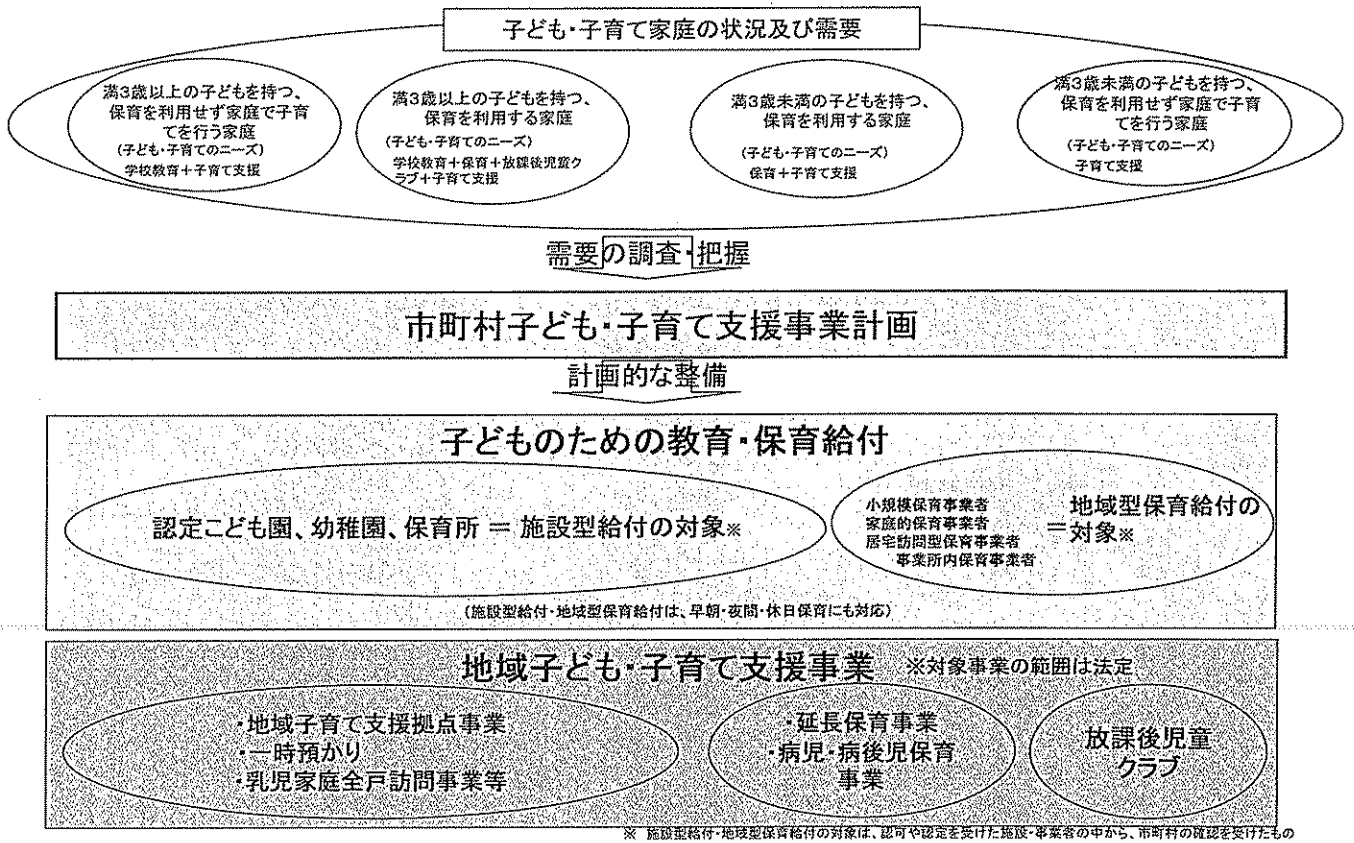 子ども・子育て家庭の状況及び需要
満3歳以上の子どもを持つ、
保育を利用せず家庭で子育
てを行う家庭
(子ども・子育てのニーズ)
学校教育+子育て支援
満3歳以上の子どもを持つ、
保育を利用する家庭
(子ども・子育てのニーズ)
学校教育+保育+放課後児童ク
ラブ+子育て支援
満3歳未満の子どもを持つ、
保育を利用する家庭
(子ども・子育てのニーズ)
保育+子育て支援
満3歳未満の子どもを持つ、
保育を利用せず家庭で子育
てを行う家庭
(子ども・子育てのニーズ)
子育て支援
需要の調査・把握
市町村子ども・子育て支援事業計画
計画的な整備
子どものための教育・保育給付
認定こども園、幼稚園、保育所 = 施設型給付の対象※
小規模保育事業者
家庭的保育事業者
居宅訪問型保育事業者
事業所内保育事業者
=地域型保育給付の
対象※
(施設型給付・地域型保育給付は、早朝・夜間・休日保育にも対応)
地域子ども・子育て支援事業 ※対象事業の範囲は法定
・地域子育て支援拠点事業
・一時預かり
・乳児家庭全戸訪問事業等
・延長保育事業
・病児・病後児保育
事業
放課後児童
クラブ
※ 施設型給付・地域型保育給付の対象は、認可や認定を受けた施設・事業者の中から、市町村の確認を受けたもの